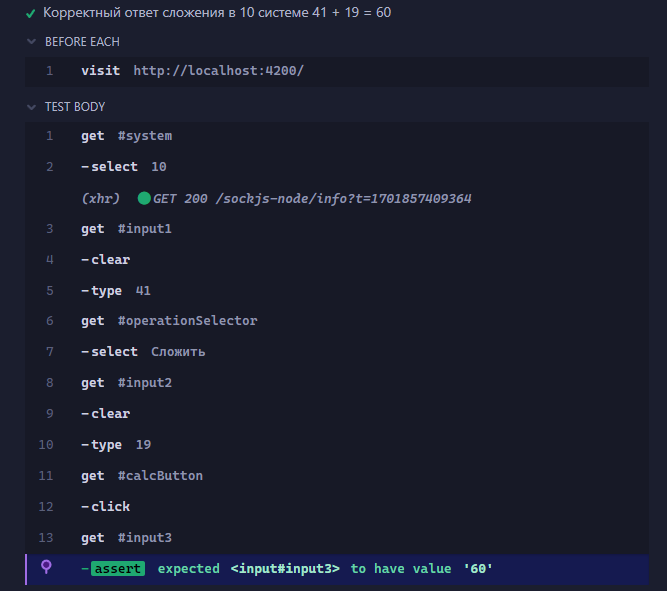 Корректный ответ сложения в 10 системе 41 + 19 = 60
BEFORE EACH
1 visit http://localhost:4200/
TEST BODY
1 get #system
2 -select 10
(xhr) GET 200 /sockjs-node/info?t=1701857409364
3 get #input1
4 -clear
5 -type 41
6 get #operationSelector
7 -select Сложить
8 get #input2
9 -clear
10 -type 19
11 get #calcButton
12 -click
13 get #input3
-assert expected <input#input3> to have value '60'